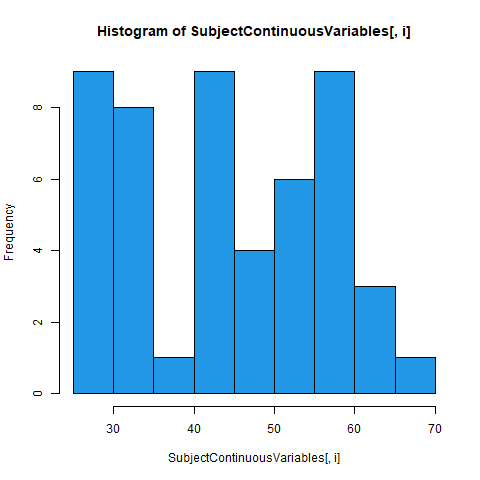 Histogram of SubjectContinuousVariables[, i]
Frequency
8
6
4
2
0
30 40 50 60 70
SubjectContinuousVariables[, i]